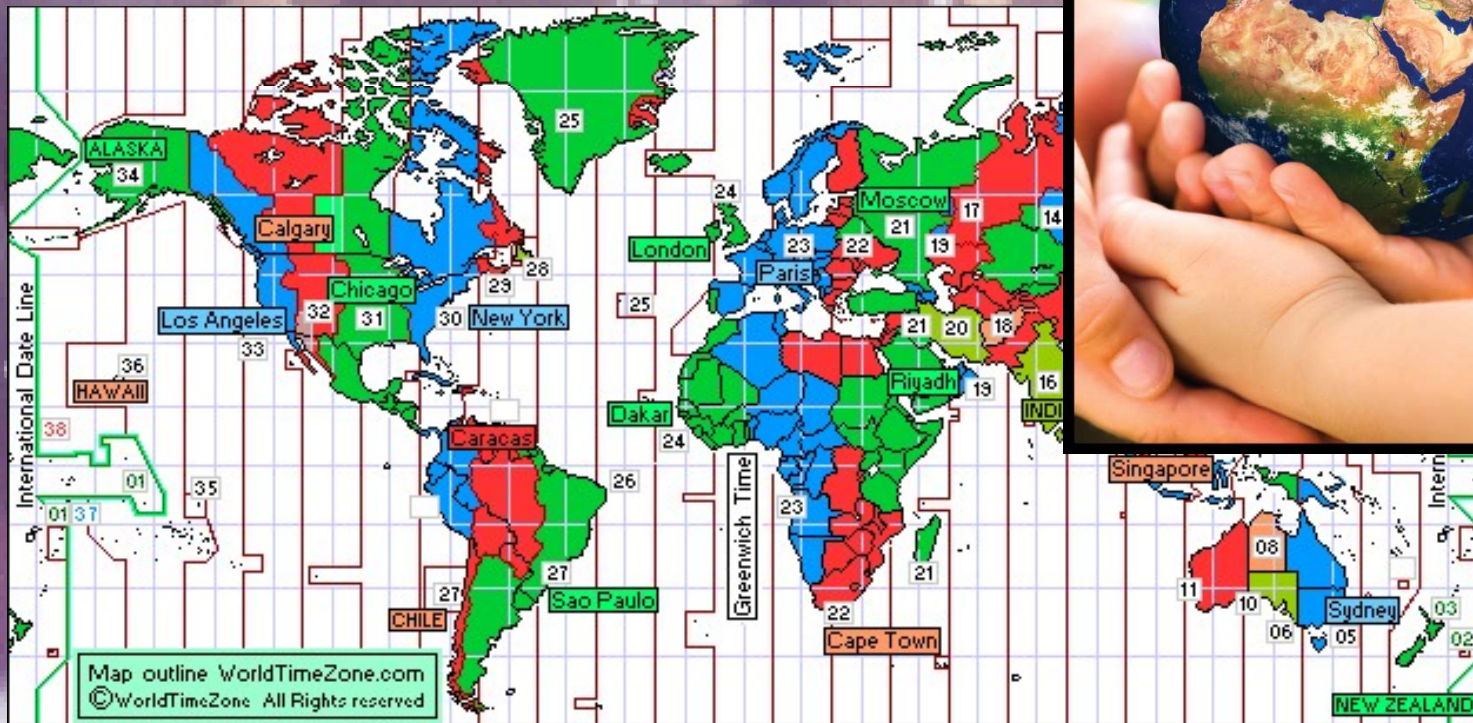 25
ALASKA
34
24
Moscow
17
14
Calgary
21
London
23
22
19
28
Paris
Chicago
29
International Date Line
25
Los Angeles
32
31
30
New York
21
20
18
33
36
HAWAII
Riyadh
19
16
Dakar
INDI
38
24
Caracas
Singapore
01
35
26
Greenwich Time
23
Intern
01
37
08
27
21
11
27
Sao Paulo
10
CHILE
22
Sydney
03
06
05
Cape Town
02
Map outline WorldTimeZone.com
©WorldTimeZone All Rights reserved
NEW ZEALAND